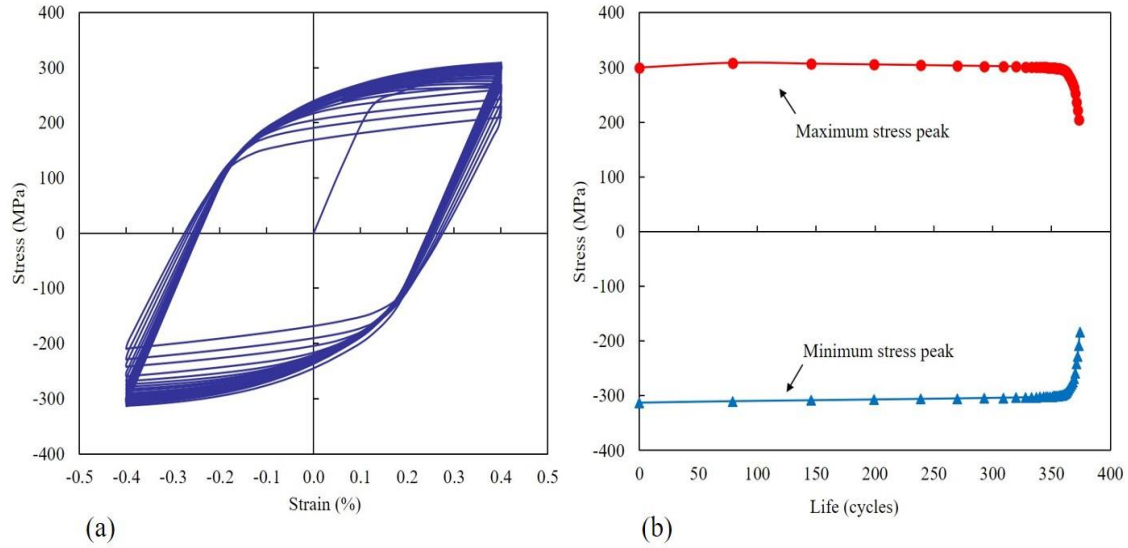 400
300
200
100
0
-100
-200
-300
-400
Stress (MPa)
-0.5 -0.4 -0.3 -0.2 -0.1 0.0 0.1 0.2 0.3 0.4 0.5
Strain (%)
(a)
400
300
200
100
0
-100
-200
-300
-400
Stress (MPa)
Maximum stress peak
Minimum stress peak
0 50 100 150 200 250 300 350 400
Life (cycles)
(b)